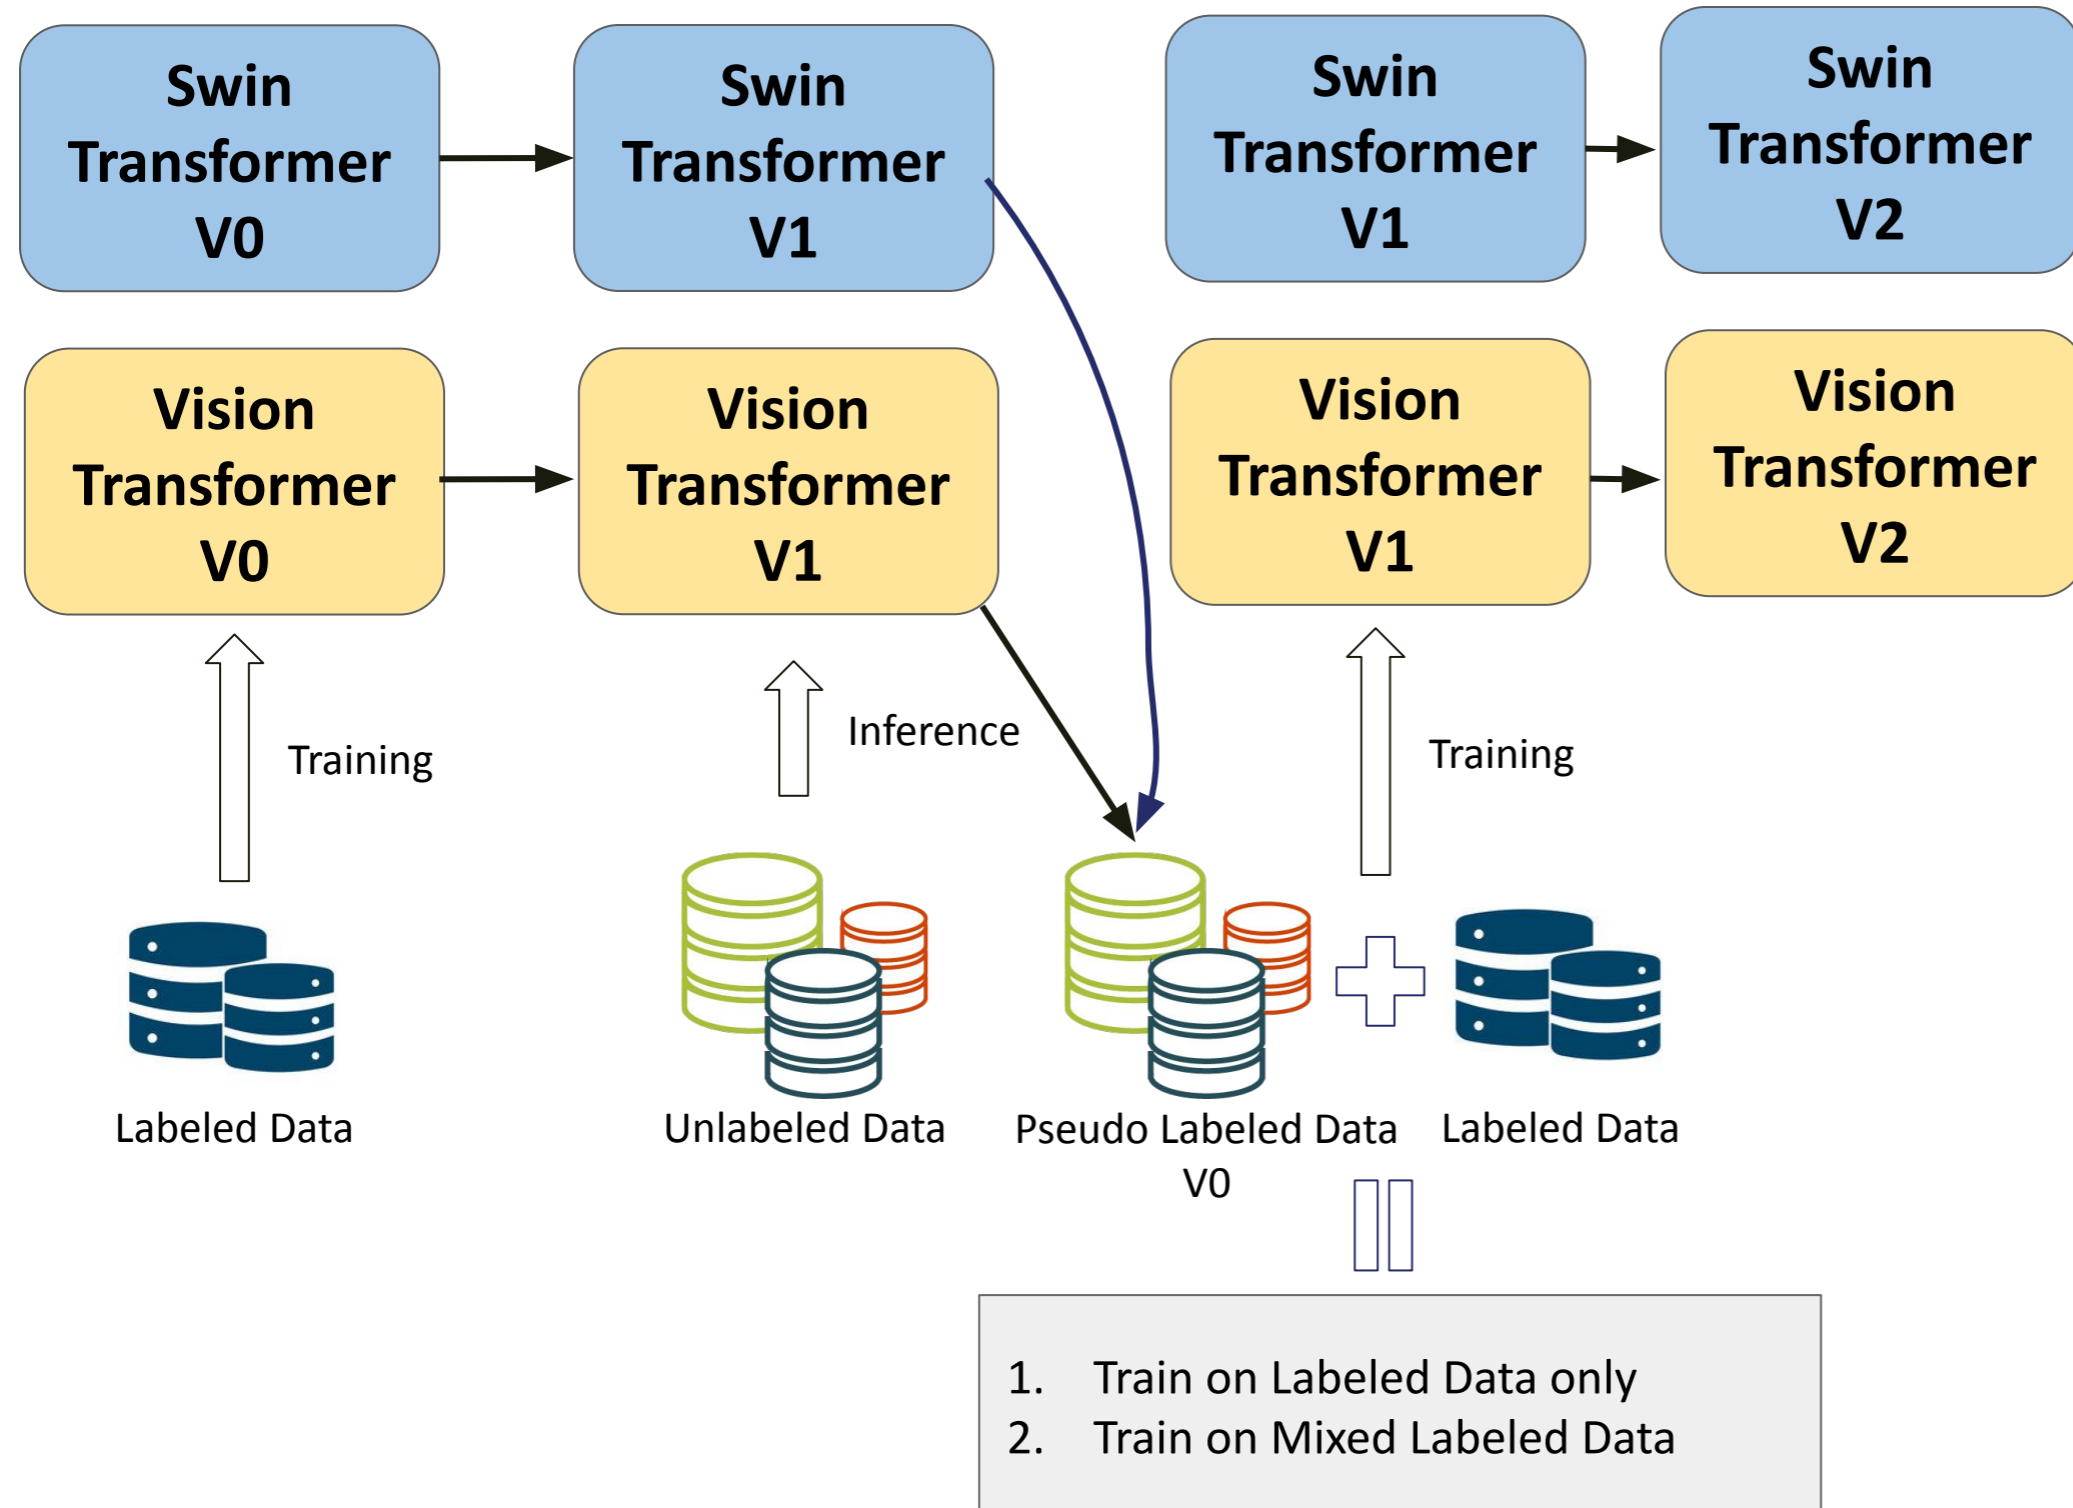 Swin
Transformer
V0
Swin
Transformer
V1
Swin
Transformer
V1
Swin
Transformer
V2
Vision
Transformer
V0
Vision
Transformer
V1
Vision
Transformer
V1
Vision
Transformer
V2
Training
Inference
Training
Labeled Data
Unlabeled Data
Pseudo Labeled Data
V0
Labeled Data
1. Train on Labeled Data only
2. Train on Mixed Labeled Data